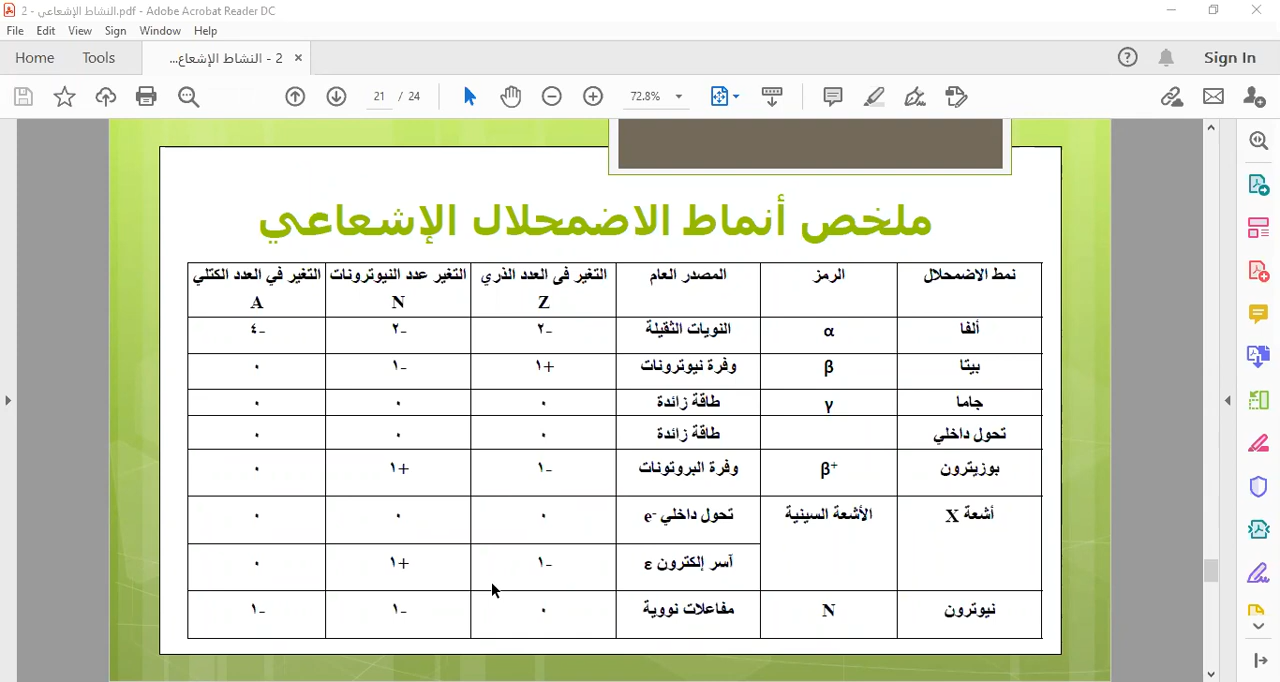 2 - النشاط الإشعاعي.pdf - Adobe Acrobat Reader DC
File Edit View Sign Window Help
Home Tools 2 - النشاط الإشعاع... × Sign In
21 / 24 72.8%
ملخص أنماط الاضمحلال الإشعاعي
نمط الاضمحلال الرمز المصدر العام التغير فى العدد الذري التغير عدد النيوترونات التغير في العدد الكتلي
Z N A
ألفا α النويات الثقيلة -٢ -٢ -٤
بيتا β وفرة نيوترونات +١ -١ ٠
جاما γ طاقة زائدة ٠ ٠ ٠
تحول داخلي طاقة زائدة ٠ ٠ ٠
بوزيترون β⁺ وفرة البروتونات -١ +١ ٠
أشعة X الأشعة السينية تحول داخلي e⁻ ٠ ٠ ٠
آسر إلكترون ε -١ +١ ٠
نيوترون N مفاعلات نووية ٠ -١ -١